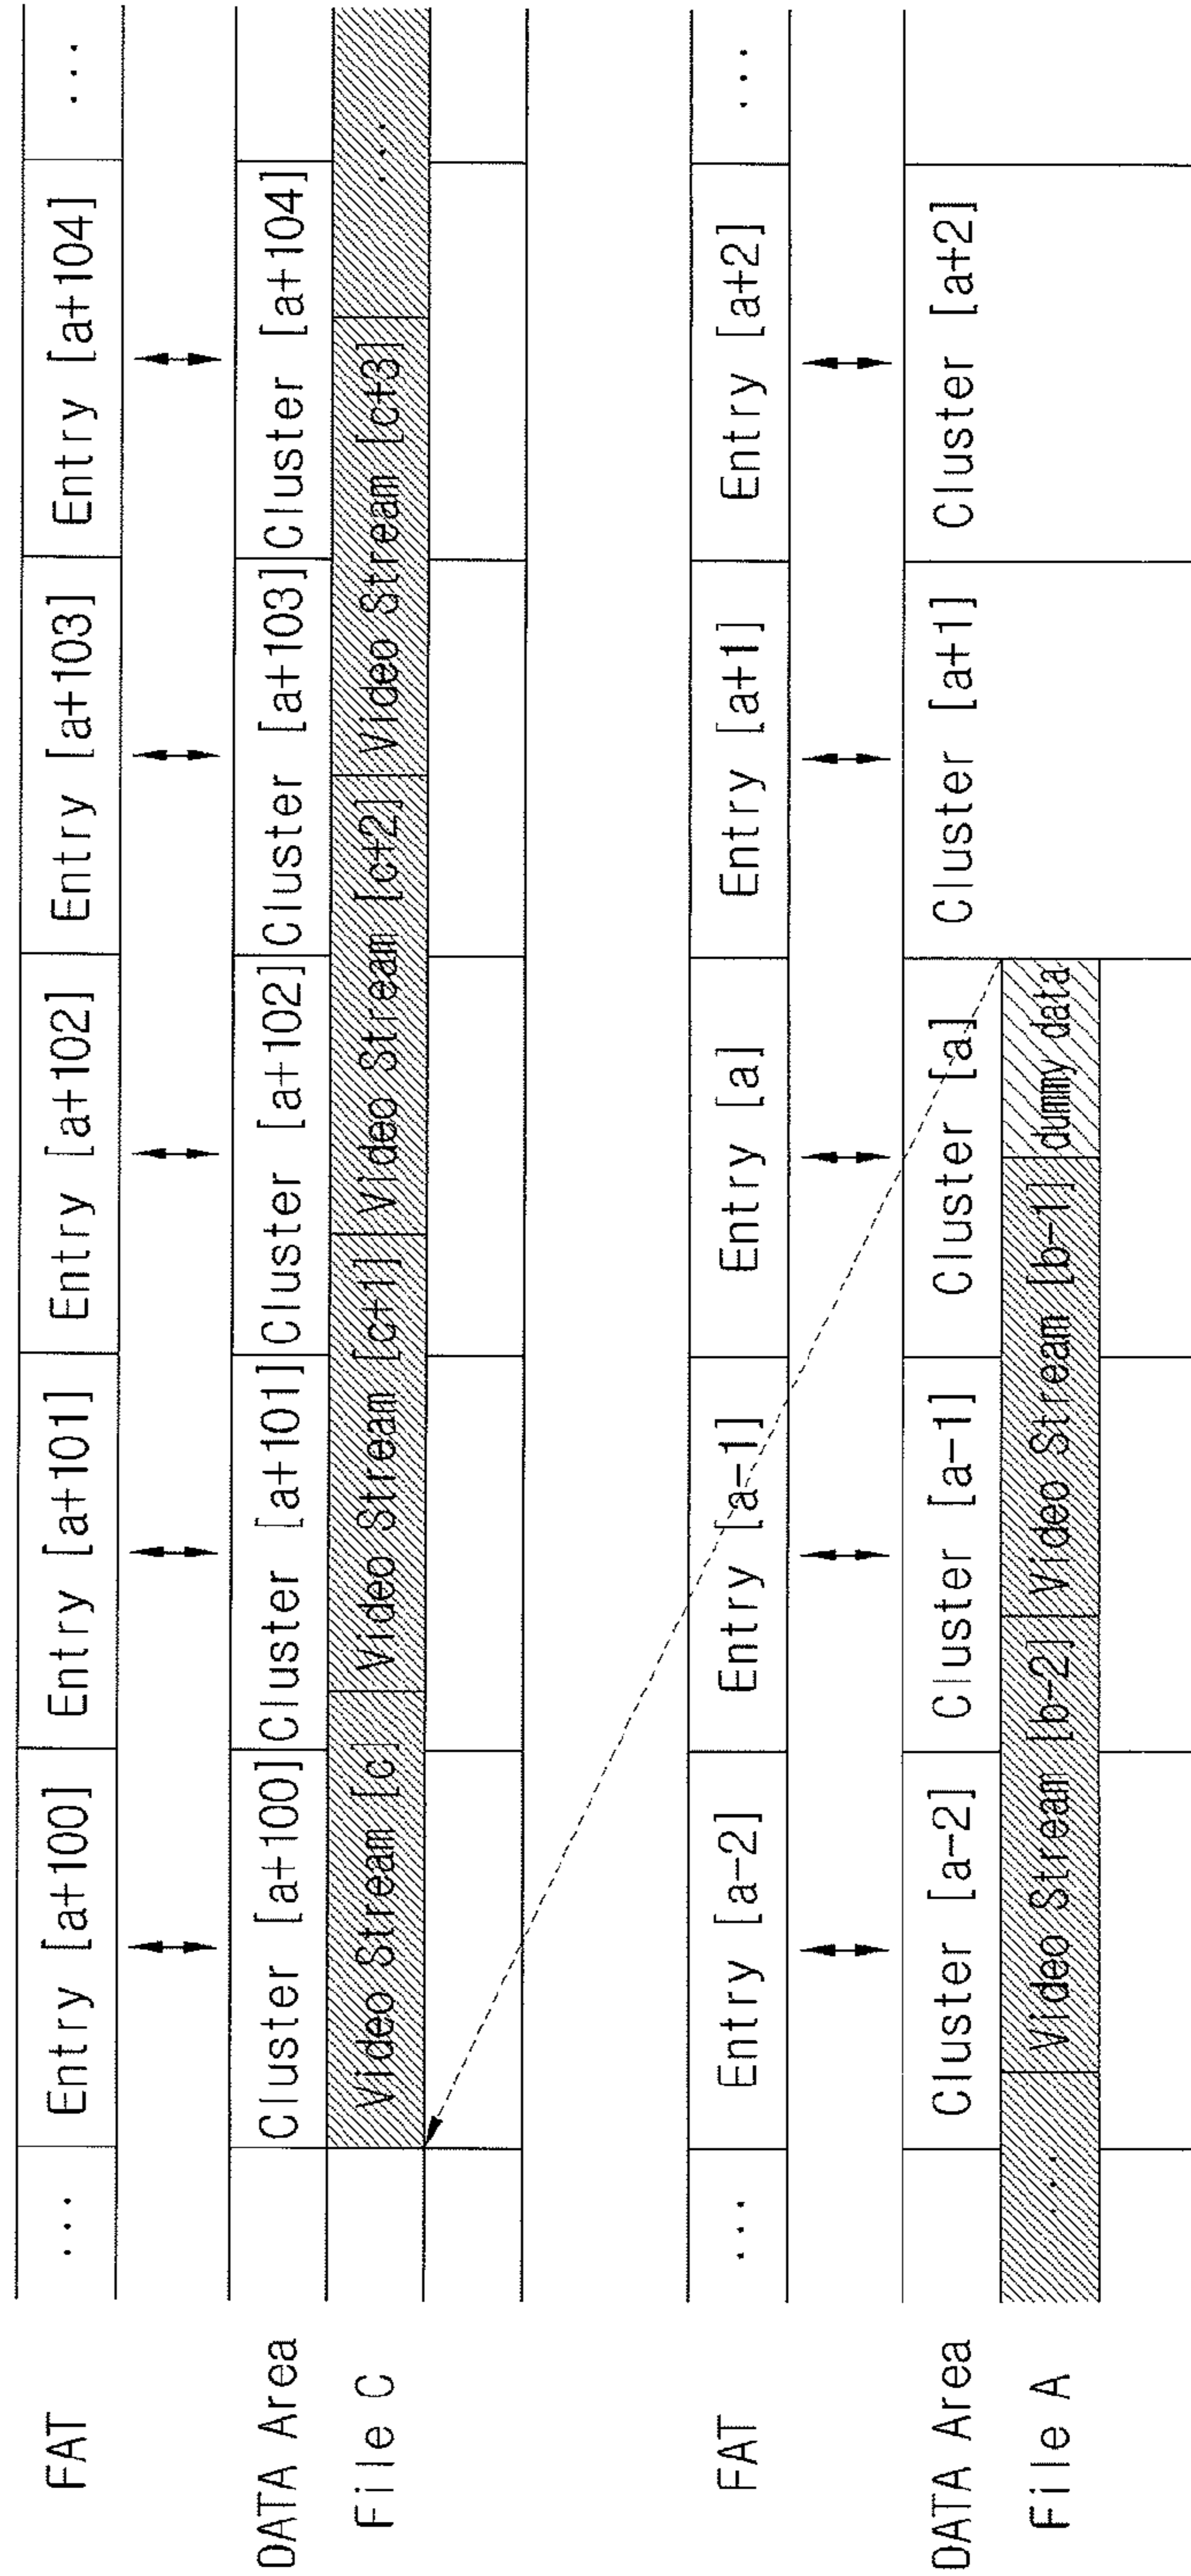 FAT ... Entry [a+100] Entry [a+101] Entry [a+102] Entry [a+103] Entry [a+104] ...
DATA Area Cluster [a+100] Cluster [a+101] Cluster [a+102] Cluster [a+103] Cluster [a+104]
File C Video Stream [c] Video Stream [c+1] Video Stream [c+2] Video Stream [c+3] ...
FAT ... Entry [a-2] Entry [a-1] Entry [a] Entry [a+1] Entry [a+2] ...
DATA Area Cluster [a-2] Cluster [a-1] Cluster [a] Cluster [a+1] Cluster [a+2]
File A ... Video Stream [b-2] Video Stream [b-1] dummy data